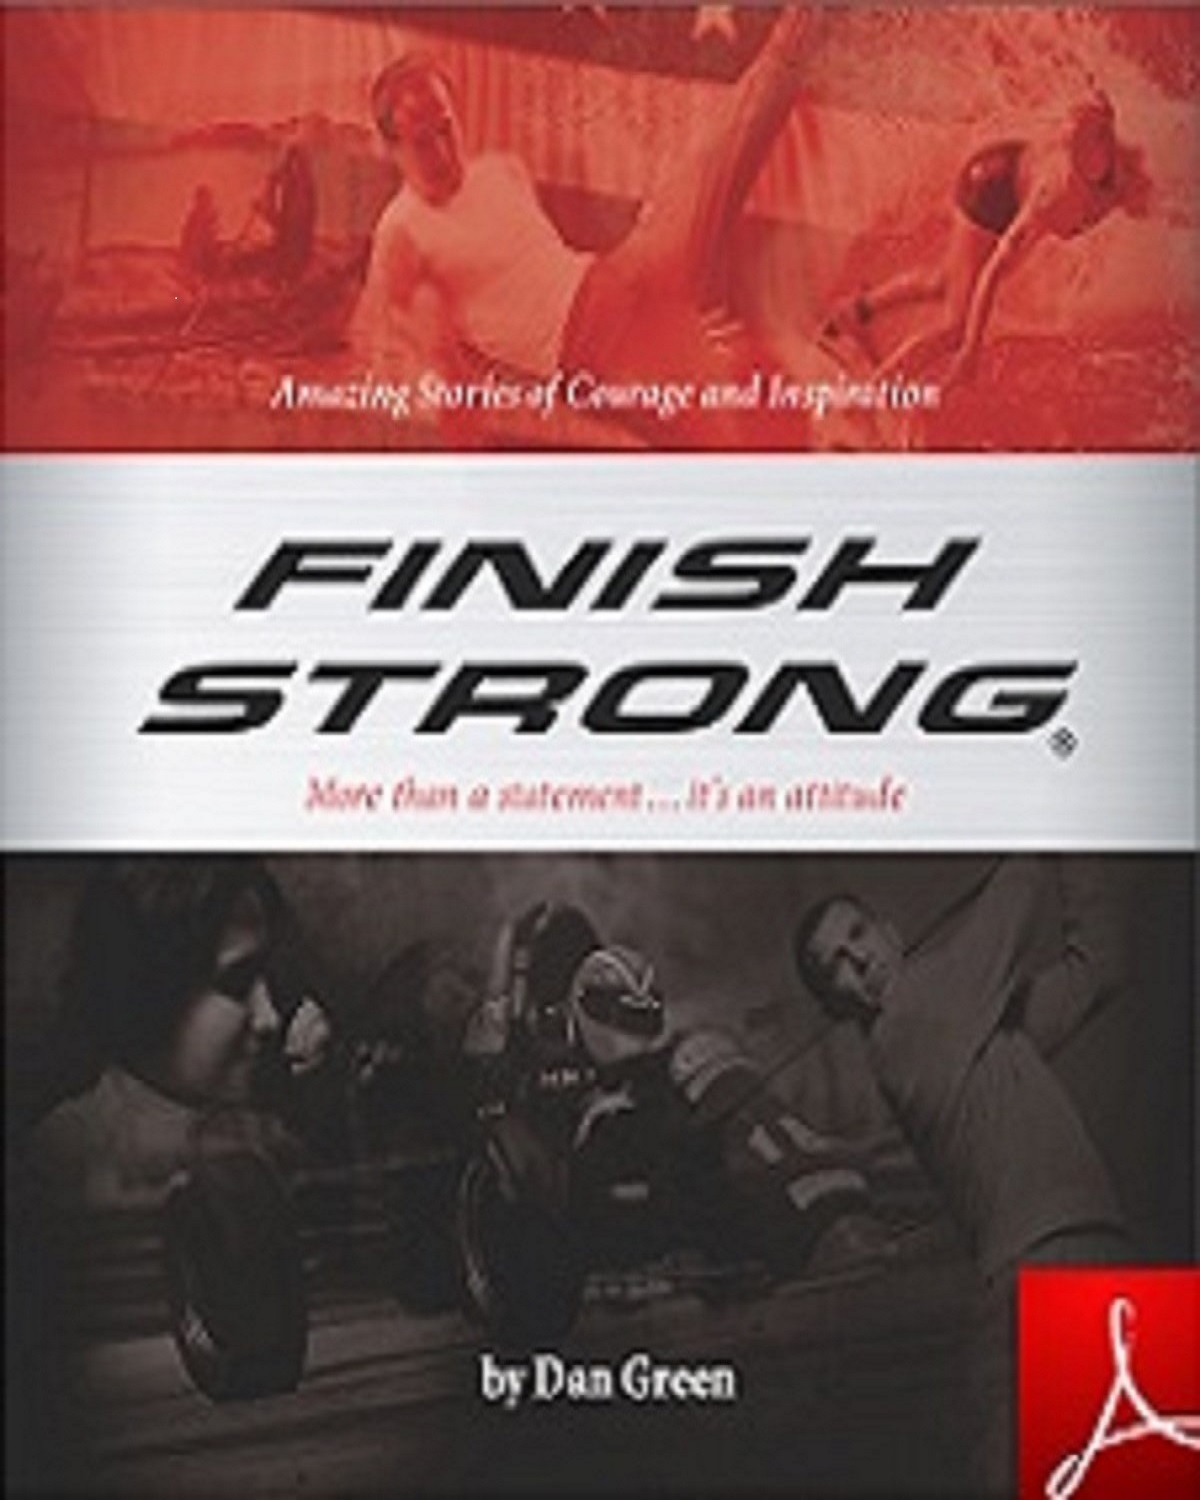 Amazing Stories of Courage and Inspiration
FINISH
STRONG®
More than a statement...it's an attitude
by Dan Green